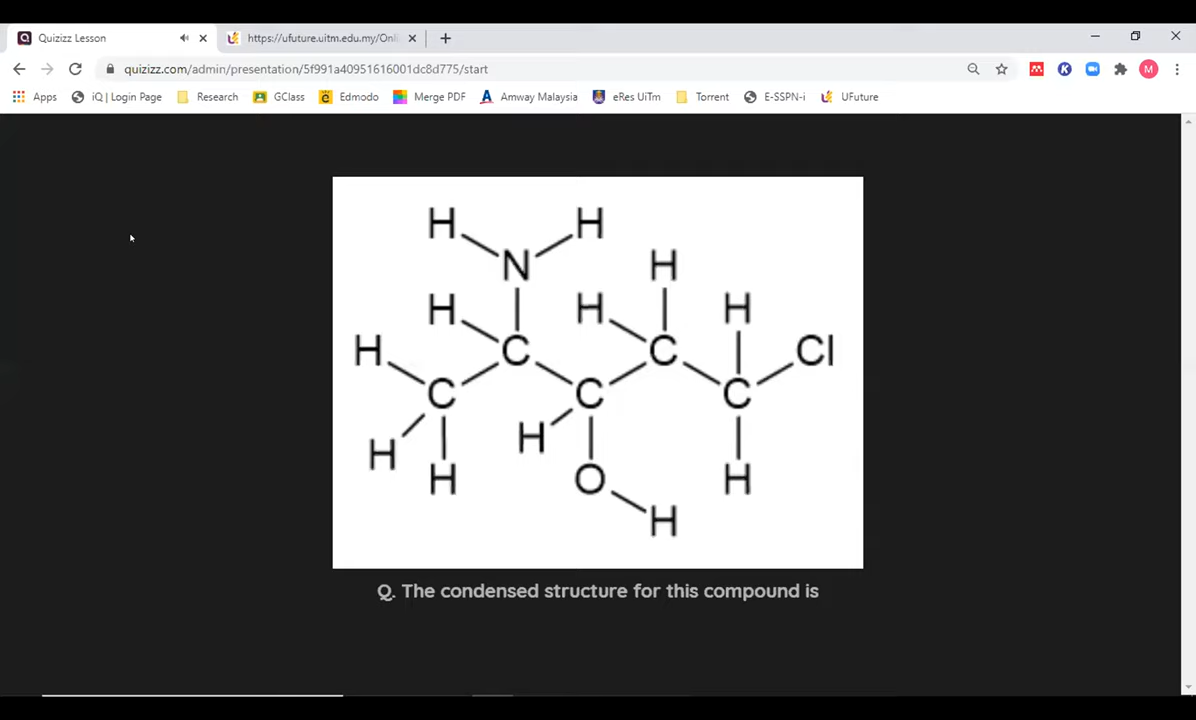 Quizizz Lesson
https://ufuture.uitm.edu.my/Onli
quizizz.com/admin/presentation/5f991a40951616001dc8d775/start
M
Apps
iQ | Login Page
Research
GClass
Edmodo
Merge PDF
Amway Malaysia
eRes UiTm
Torrent
E-SSPN-i
UFuture
H H
N H
H H H
H C C Cl
C C C
H H
H H O H
H
Q. The condensed structure for this compound is